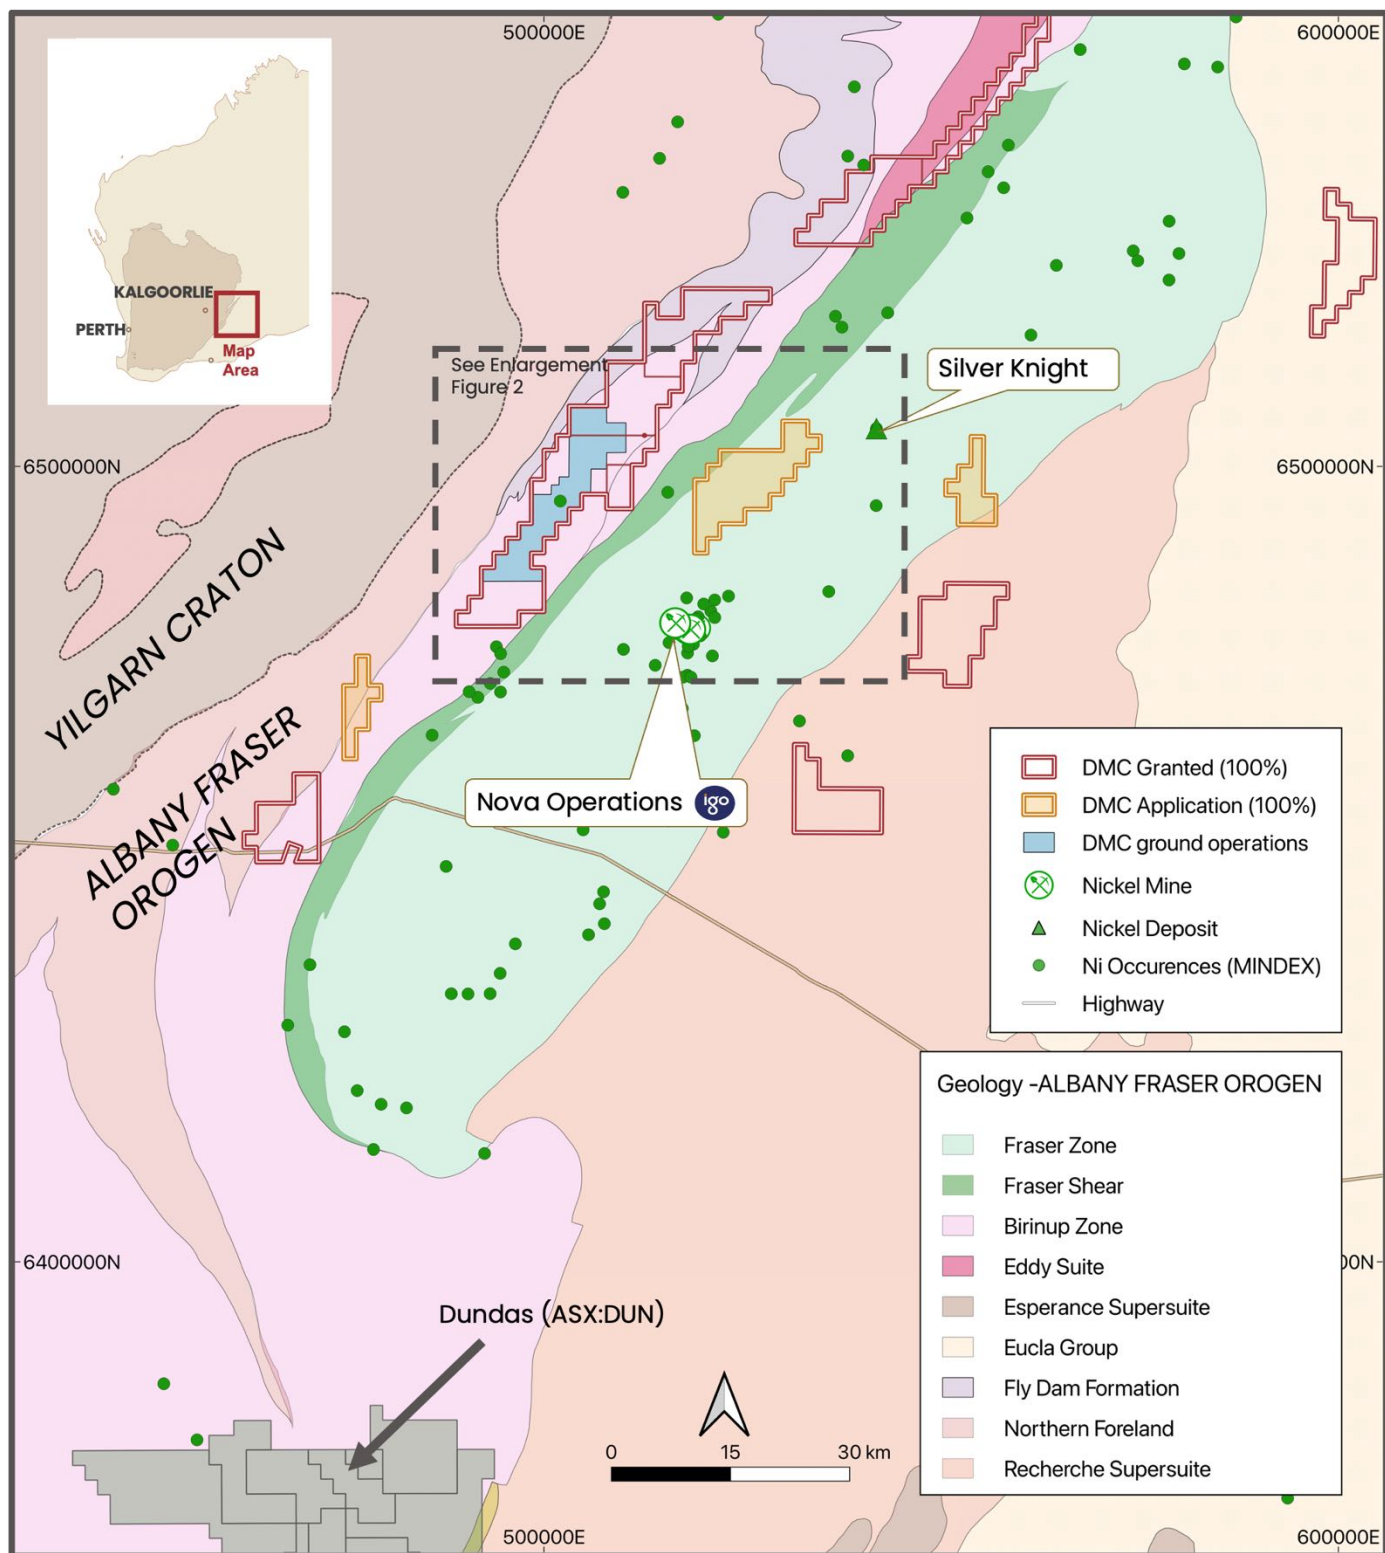 500000E
600000E
KALGOORLIE
PERTH
Map
Area
See Enlargement
Figure 2
Silver Knight
6500000N
6500000N
YILGARN CRATON
ALBANY FRASER
OROGEN
Nova Operations igo
DMC Granted (100%)
DMC Application (100%)
DMC ground operations
Nickel Mine
Nickel Deposit
Ni Occurences (MINDEX)
Highway
Geology -ALBANY FRASER OROGEN
Fraser Zone
Fraser Shear
Birinup Zone
Eddy Suite
Esperance Supersuite
Eucla Group
Fly Dam Formation
Northern Foreland
Recherche Supersuite
6400000N
0N
Dundas (ASX:DUN)
0 15 30 km
500000E
600000E